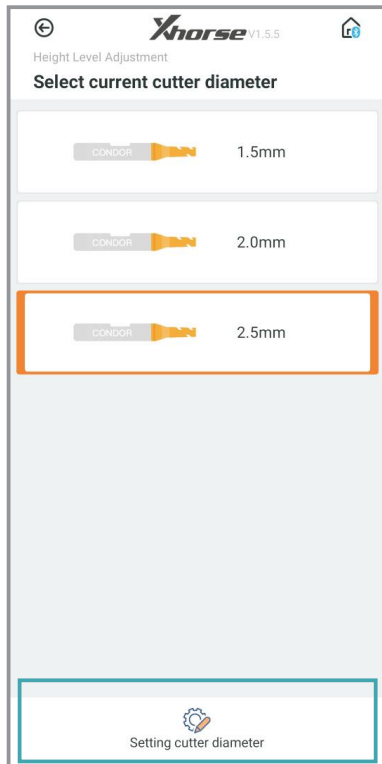 Xhorse V1.5.5
Height Level Adjustment
Select current cutter diameter
CONDOR 1.5mm
CONDOR 2.0mm
CONDOR 2.5mm
Setting cutter diameter